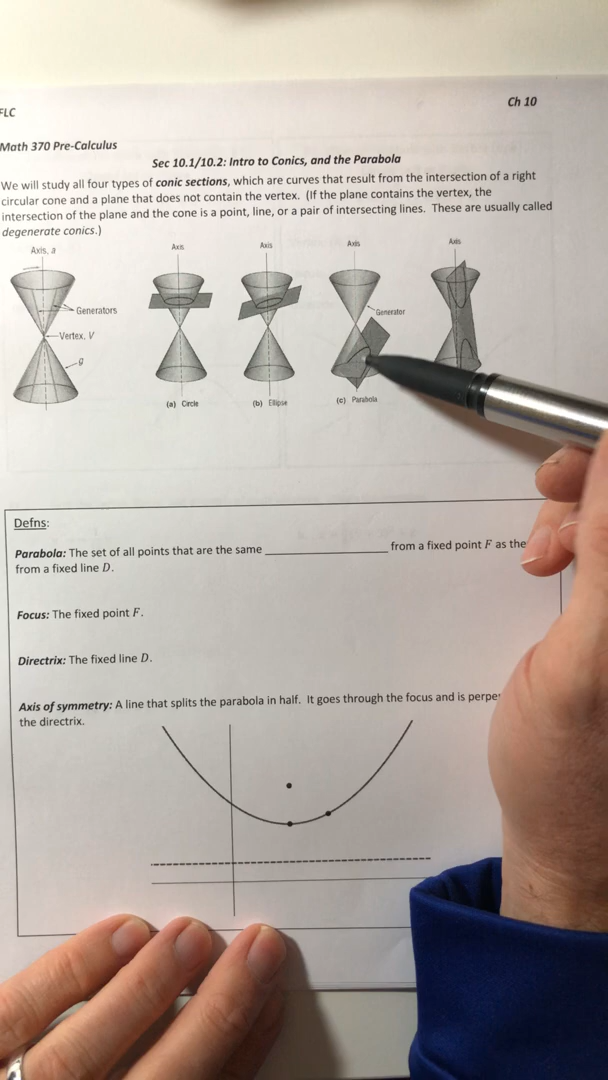 FLC
Ch 10
Math 370 Pre-Calculus
Sec 10.1/10.2: Intro to Conics, and the Parabola
We will study all four types of conic sections, which are curves that result from the intersection of a right
circular cone and a plane that does not contain the vertex. (If the plane contains the vertex, the
intersection of the plane and the cone is a point, line, or a pair of intersecting lines. These are usually called
degenerate conics.)
Axis, a
Axis
Axis
Axis
Axis
Generators
Generator
Vertex, V
g
(a) Circle
(b) Ellipse
(c) Parabola
Defns:
Parabola: The set of all points that are the same ____________________ from a fixed point F as the
from a fixed line D.
Focus: The fixed point F.
Directrix: The fixed line D.
Axis of symmetry: A line that splits the parabola in half. It goes through the focus and is
the directrix.